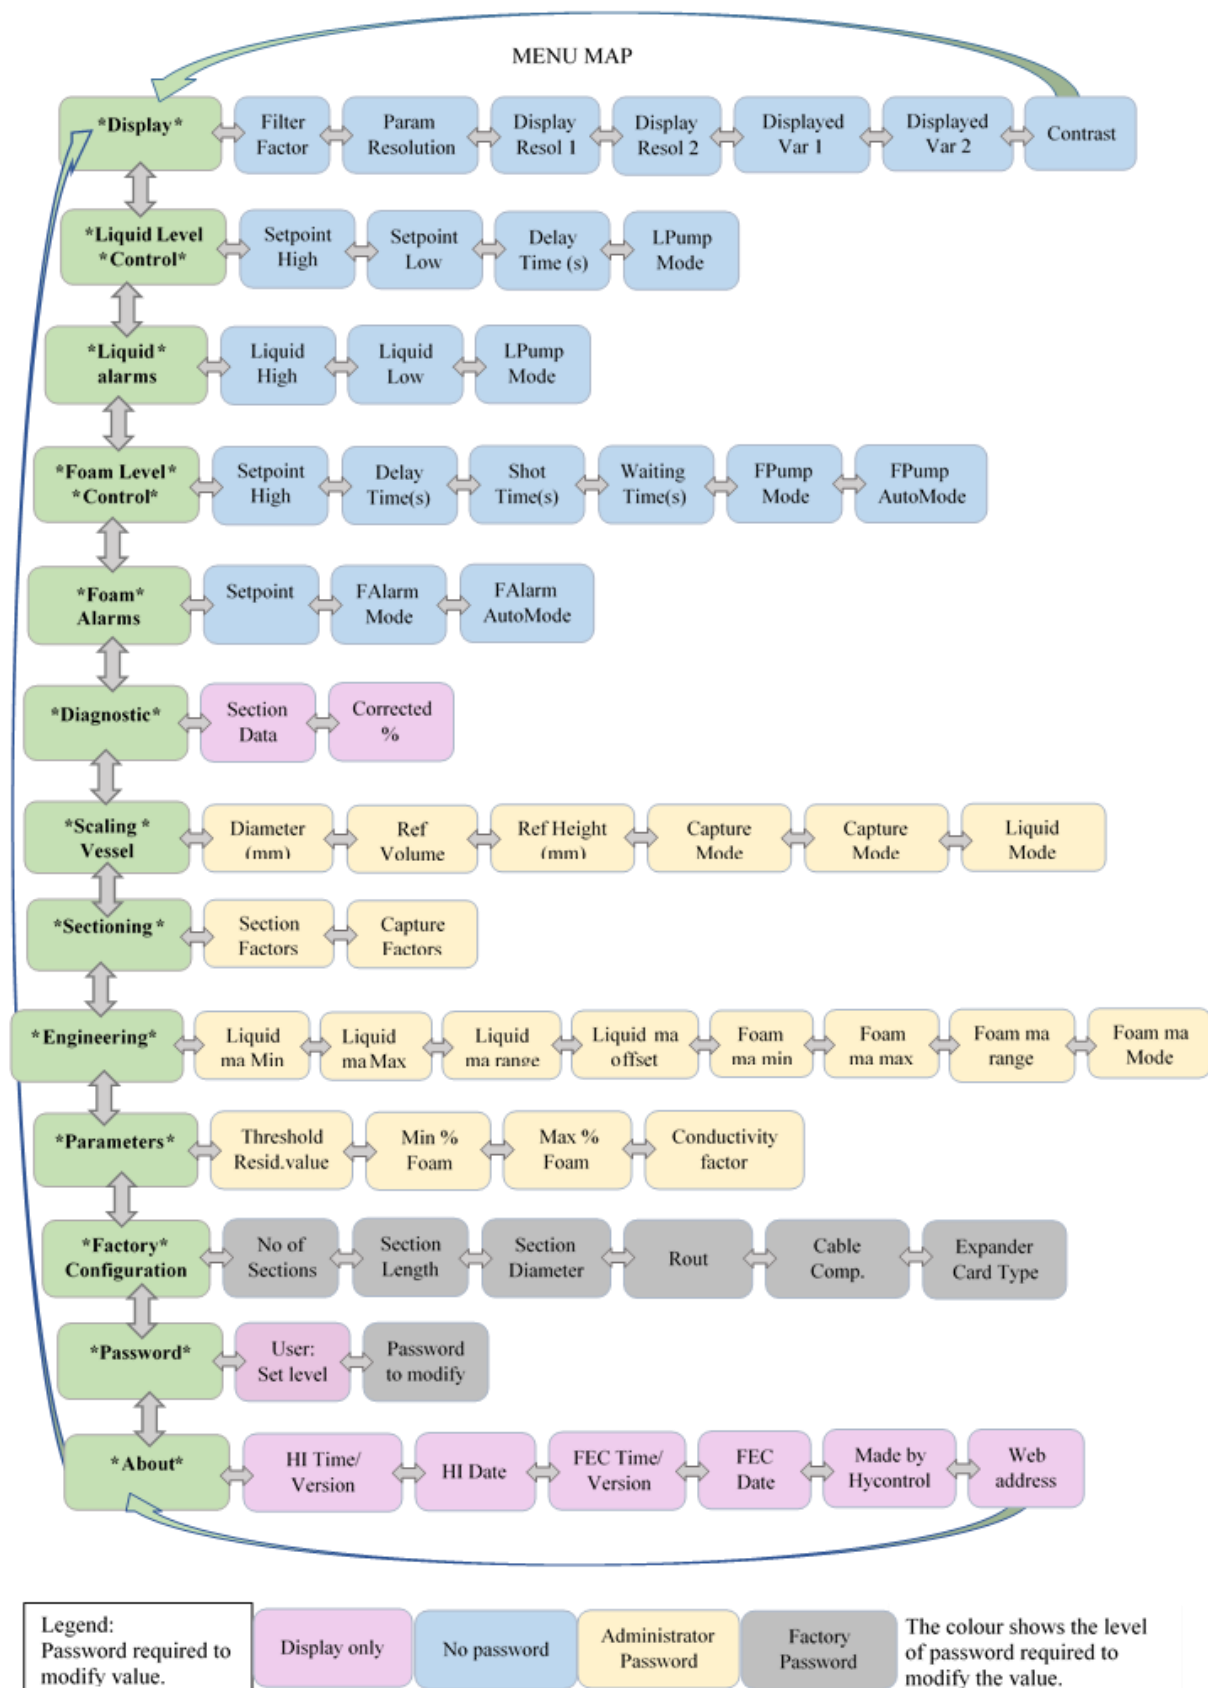 MENU MAP
*Display*
Filter
Factor
Param
Resolution
Display
Resol 1
Display
Resol 2
Displayed
Var 1
Displayed
Var 2
Contrast
*Liquid Level
*Control*
Setpoint
High
Setpoint
Low
Delay
Time (s)
LPump
Mode
*Liquid*
alarms
Liquid
High
Liquid
Low
LPump
Mode
*Foam Level*
*Control*
Setpoint
High
Delay
Time(s)
Shot
Time(s)
Waiting
Time(s)
FPump
Mode
FPump
AutoMode
*Foam*
Alarms
Setpoint
FAlarm
Mode
FAlarm
AutoMode
*Diagnostic*
Section
Data
Corrected
%
*Scaling *
Vessel
Diameter
(mm)
Ref
Volume
Ref Height
(mm)
Capture
Mode
Capture
Mode
Liquid
Mode
*Sectioning *
Section
Factors
Capture
Factors
*Engineering*
Liquid
ma Min
Liquid
ma Max
Liquid
ma range
Liquid ma
offset
Foam
ma min
Foam
ma max
Foam ma
range
Foam ma
Mode
*Parameters*
Threshold
Resid.value
Min %
Foam
Max %
Foam
Conductivity
factor
*Factory*
Configuration
No of
Sections
Section
Length
Section
Diameter
Rout
Cable
Comp.
Expander
Card Type
*Password*
User:
Set level
Password
to modify
*About*
HI Time/
Version
HI Date
FEC Time/
Version
FEC
Date
Made by
Hycontrol
Web
address
Legend:
Password required to
modify value.
Display only
No password
Administrator
Password
Factory
Password
The colour shows the level
of password required to
modify the value.